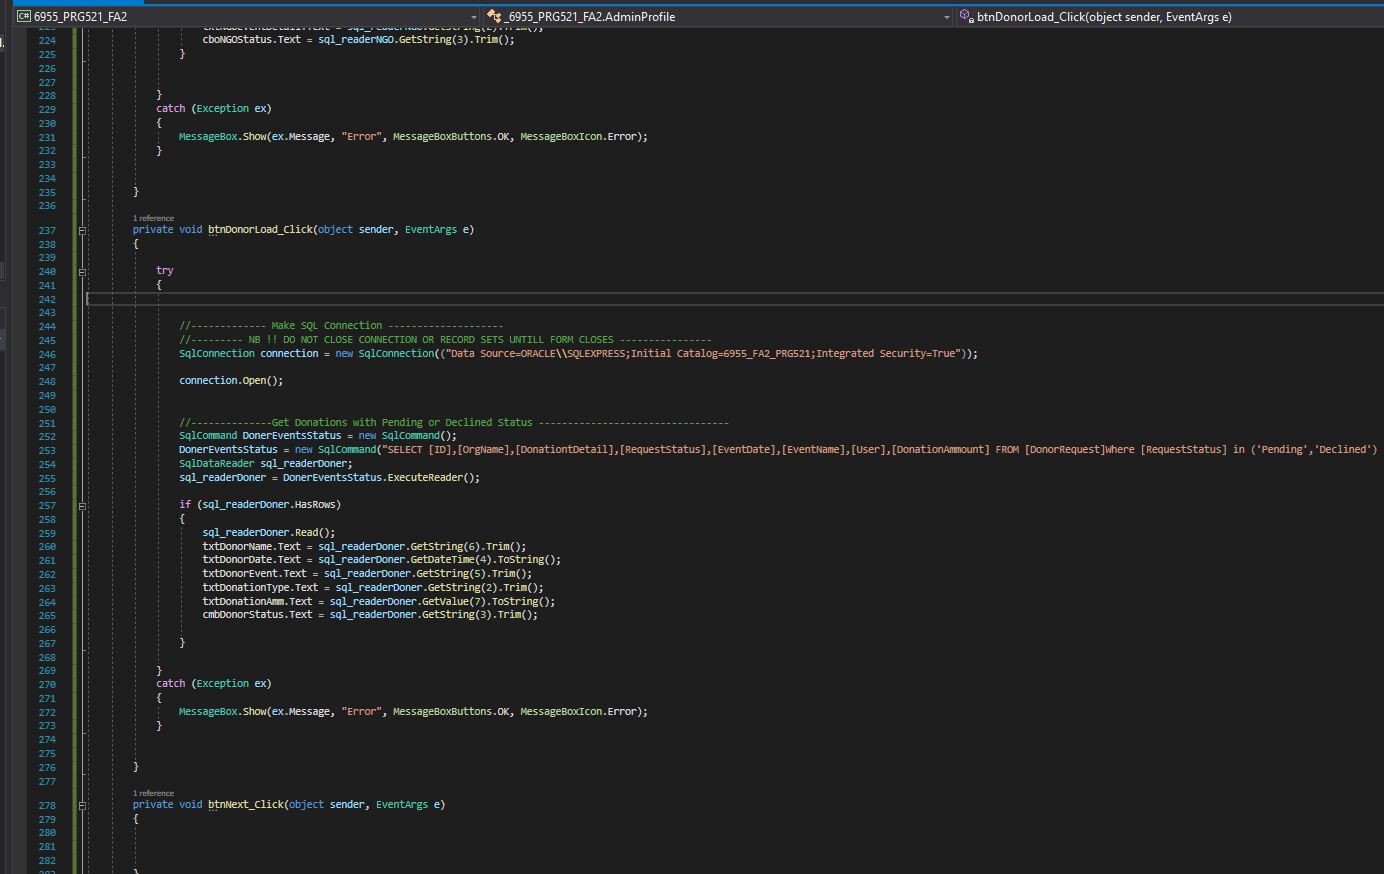 6955_PRG521_FA2 _6955_PRG521_FA2.AdminProfile btnDonorLoad_Click(object sender, EventArgs e)
224 cboNGOStatus.Text = sql_readerNGO.GetString(3).Trim();
225 }
226
227
228 }
229 catch (Exception ex)
230 {
231 MessageBox.Show(ex.Message, "Error", MessageBoxButtons.OK, MessageBoxIcon.Error);
232 }
233
234
235 }
236
1 reference
237 private void btnDonorLoad_Click(object sender, EventArgs e)
238 {
239
240 try
241 {
242
243
244 //------------- Make SQL Connection --------------------
245 //--------- NB !! DO NOT CLOSE CONNECTION OR RECORD SETS UNTILL FORM CLOSES ----------------
246 SqlConnection connection = new SqlConnection(("Data Source=ORACLE\\SQLEXPRESS;Initial Catalog=6955_FA2_PRG521;Integrated Security=True"));
247
248 connection.Open();
249
250
251 //--------------Get Donations with Pending or Declined Status ---------------------------------
252 SqlCommand DonerEventsStatus = new SqlCommand();
253 DonerEventsStatus = new SqlCommand("SELECT [ID],[OrgName],[DonationtDetail],[RequestStatus],[EventDate],[EventName],[User],[DonationAmmount] FROM [DonorRequest]Where [RequestStatus] in ('Pending','Declined')
254 SqlDataReader sql_readerDoner;
255 sql_readerDoner = DonerEventsStatus.ExecuteReader();
256
257 if (sql_readerDoner.HasRows)
258 {
259 sql_readerDoner.Read();
260 txtDonorName.Text = sql_readerDoner.GetString(6).Trim();
261 txtDonorDate.Text = sql_readerDoner.GetDateTime(4).ToString();
262 txtDonorEvent.Text = sql_readerDoner.GetString(5).Trim();
263 txtDonationType.Text = sql_readerDoner.GetString(2).Trim();
264 txtDonationAmm.Text = sql_readerDoner.GetValue(7).ToString();
265 cmbDonorStatus.Text = sql_readerDoner.GetString(3).Trim();
266
267 }
268
269 }
270 catch (Exception ex)
271 {
272 MessageBox.Show(ex.Message, "Error", MessageBoxButtons.OK, MessageBoxIcon.Error);
273 }
274
275
276 }
277
1 reference
278 private void btnNext_Click(object sender, EventArgs e)
279 {
280
281
282